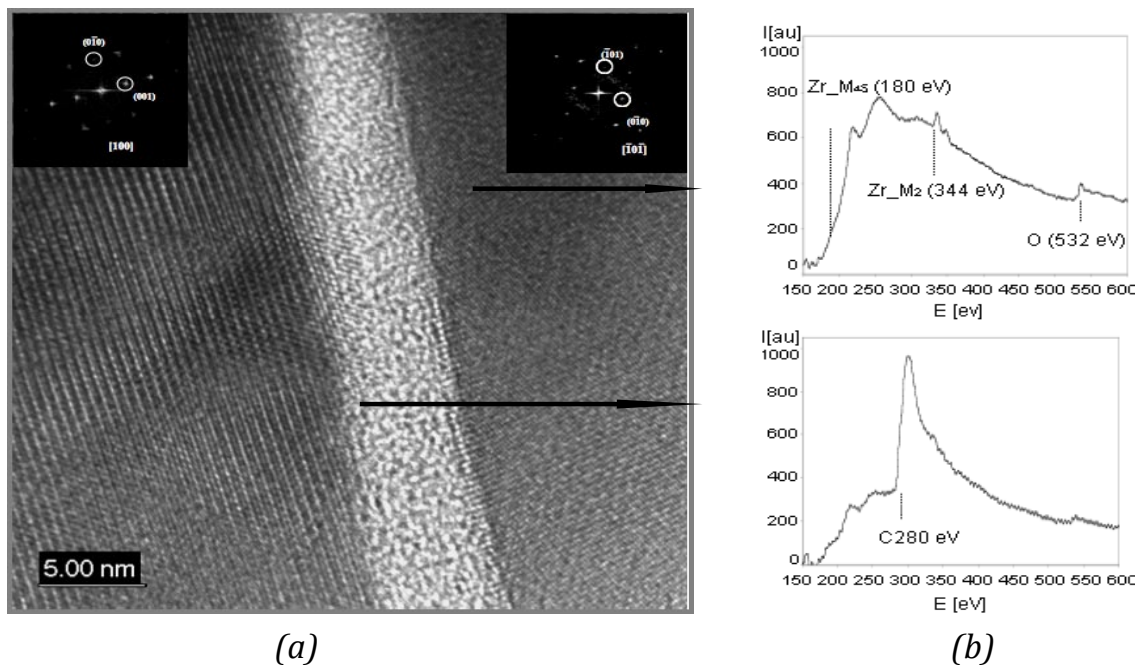 (01̄0)
(001)
[100]
(1̄01)
(01̄0)
[1̄01̄]
5.00 nm
(a)
I[au]
1000
800
600
400
200
0
Zr_M₄₅ (180 eV)
Zr_M₂ (344 eV)
O (532 eV)
150 200 250 300 350 400 450 500 550 600
E [ev]
I[au]
1000
800
600
400
200
0
C280 eV
150 200 250 300 350 400 450 500 550 600
E [eV]
(b)